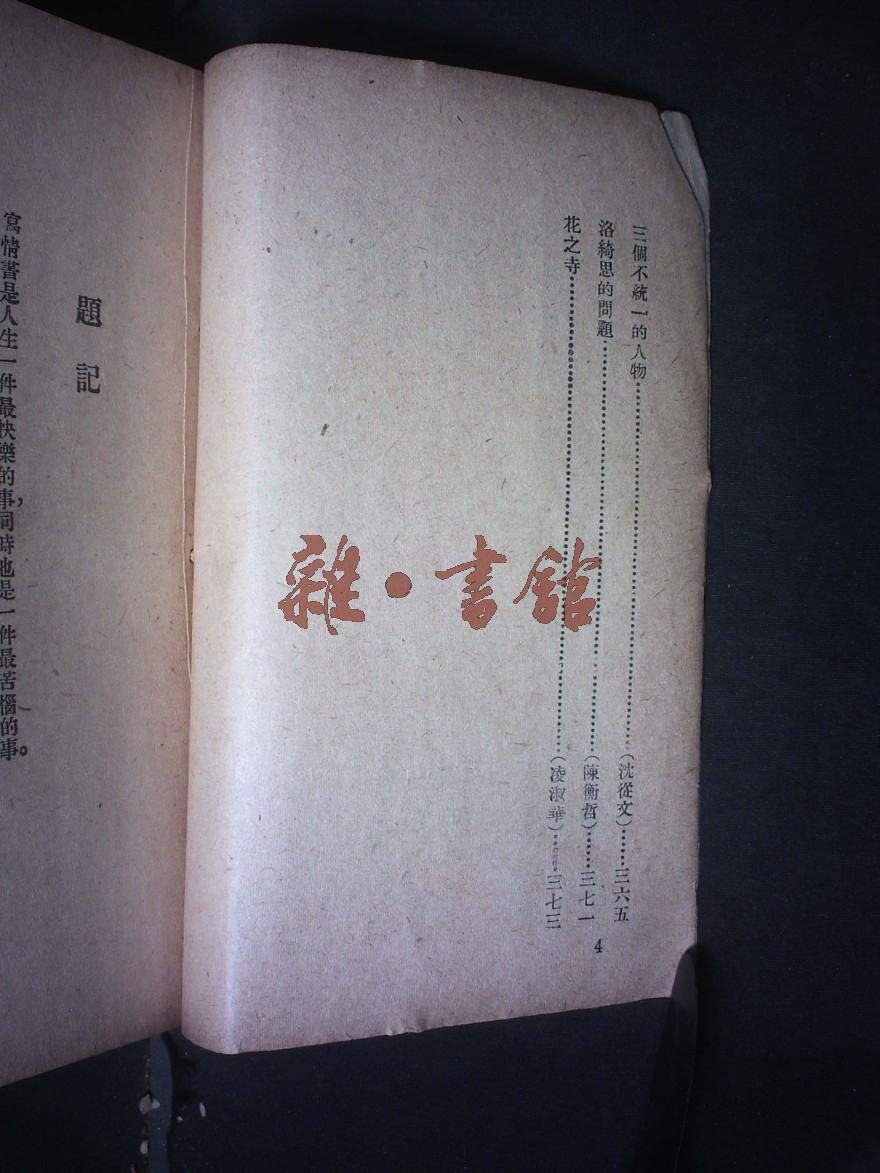 三個不統一的人物……(沈從文)……三六五
洛綺思的問題……(陳衡哲)……三七一
花之寺……(凌淑華)……三七三
4
題記
寫情書是人生一件最快樂的事，同時也是一件最苦惱的事。
雜·書館